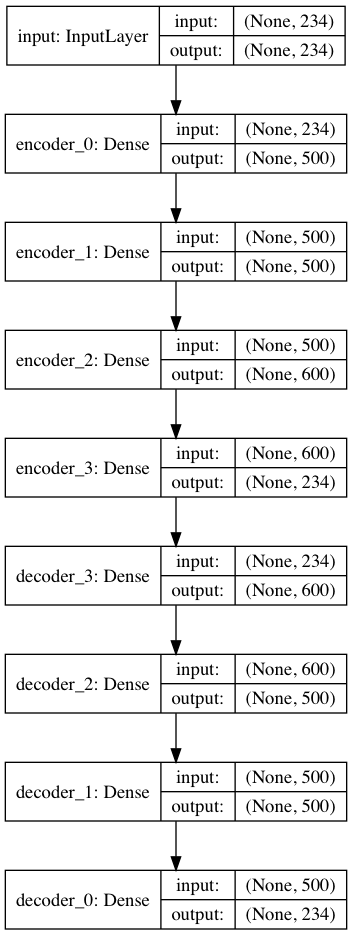 input: InputLayer
input: (None, 234)
output: (None, 234)
encoder_0: Dense
input: (None, 234)
output: (None, 500)
encoder_1: Dense
input: (None, 500)
output: (None, 500)
encoder_2: Dense
input: (None, 500)
output: (None, 600)
encoder_3: Dense
input: (None, 600)
output: (None, 234)
decoder_3: Dense
input: (None, 234)
output: (None, 600)
decoder_2: Dense
input: (None, 600)
output: (None, 500)
decoder_1: Dense
input: (None, 500)
output: (None, 500)
decoder_0: Dense
input: (None, 500)
output: (None, 234)